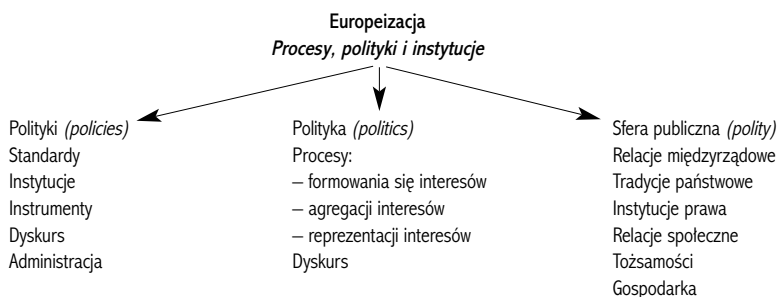 Europeizacja
Procesy, polityki i instytucje
Polityki (policies)
Standardy
Instytucje
Instrumenty
Dyskurs
Administracja
Polityka (politics)
Procesy:
– formowania się interesów
– agregacji interesów
– reprezentacji interesów
Dyskurs
Sfera publiczna (polity)
Relacje międzyrządowe
Tradycje państwowe
Instytucje prawa
Relacje społeczne
Tożsamości
Gospodarka